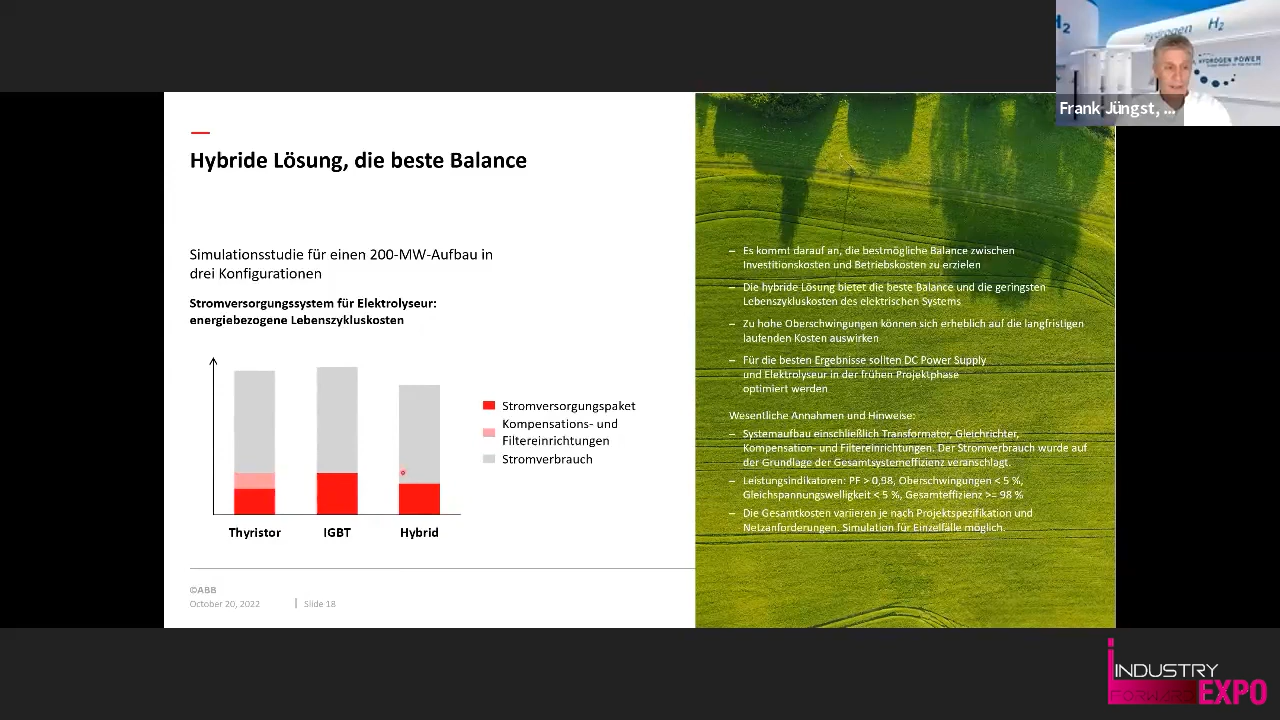 H2
hydrogen
H2
HYDROGEN POWER
Frank Jüngst, ...
Hybride Lösung, die beste Balance
Simulationsstudie für einen 200-MW-Aufbau in
drei Konfigurationen
Stromversorgungssystem für Elektrolyseur:
energiebezogene Lebenszykluskosten
Stromversorgungspaket
Kompensations- und
Filtereinrichtungen
Stromverbrauch
Thyristor
IGBT
Hybrid
©ABB
October 20, 2022
Slide 18
– Es kommt darauf an, die bestmögliche Balance zwischen
Investitionskosten und Betriebskosten zu erzielen
– Die hybride Lösung bietet die beste Balance und die geringsten
Lebenszykluskosten des elektrischen Systems
– Zu hohe Oberschwingungen können sich erheblich auf die langfristigen
laufenden Kosten auswirken
– Für die besten Ergebnisse sollten DC Power Supply
und Elektrolyseur in der frühen Projektphase
optimiert werden
Wesentliche Annahmen und Hinweise:
– Systemaufbau einschließlich Transformator, Gleichrichter,
Kompensation- und Filtereinrichtungen. Der Stromverbrauch wurde auf
der Grundlage der Gesamtsystemeffizienz veranschlagt.
– Leistungsindikatoren: PF > 0,98, Oberschwingungen < 5 %,
Gleichspannungswelligkeit < 5 %, Gesamteffizienz >= 98 %
– Die Gesamtkosten variieren je nach Projektspezifikation und
Netzanforderungen. Simulation für Einzelfälle möglich.
INDUSTRY
FORWARD EXPO